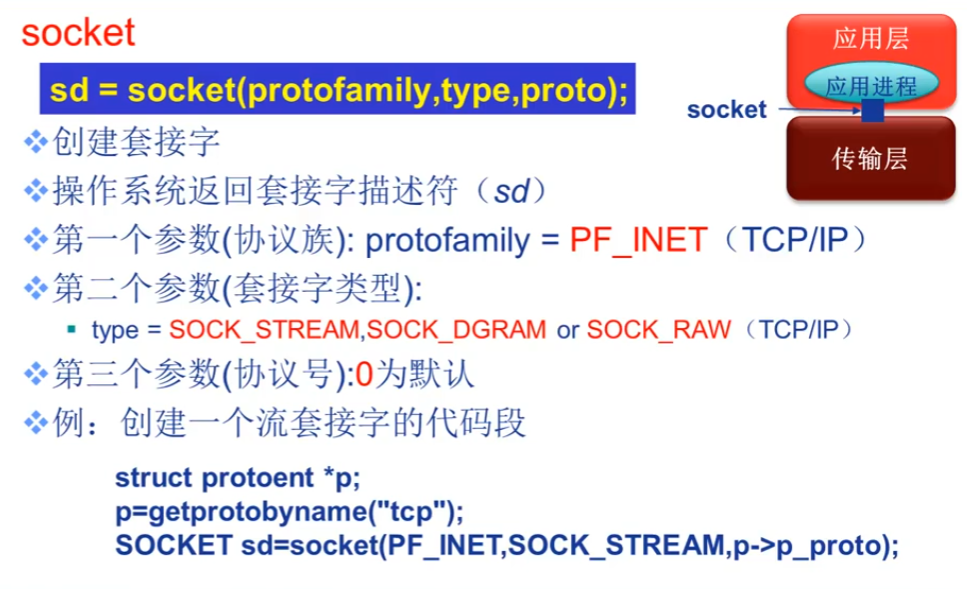 socket
sd = socket(protofamily,type,proto);
应用层
应用进程
socket
传输层
❖创建套接字
❖操作系统返回套接字描述符（sd）
❖第一个参数(协议族): protofamily = PF_INET（TCP/IP）
❖第二个参数(套接字类型):
▪ type = SOCK_STREAM,SOCK_DGRAM or SOCK_RAW（TCP/IP）
❖第三个参数(协议号):0为默认
❖例：创建一个流套接字的代码段
struct protoent *p;
p=getprotobyname("tcp");
SOCKET sd=socket(PF_INET,SOCK_STREAM,p->p_proto);